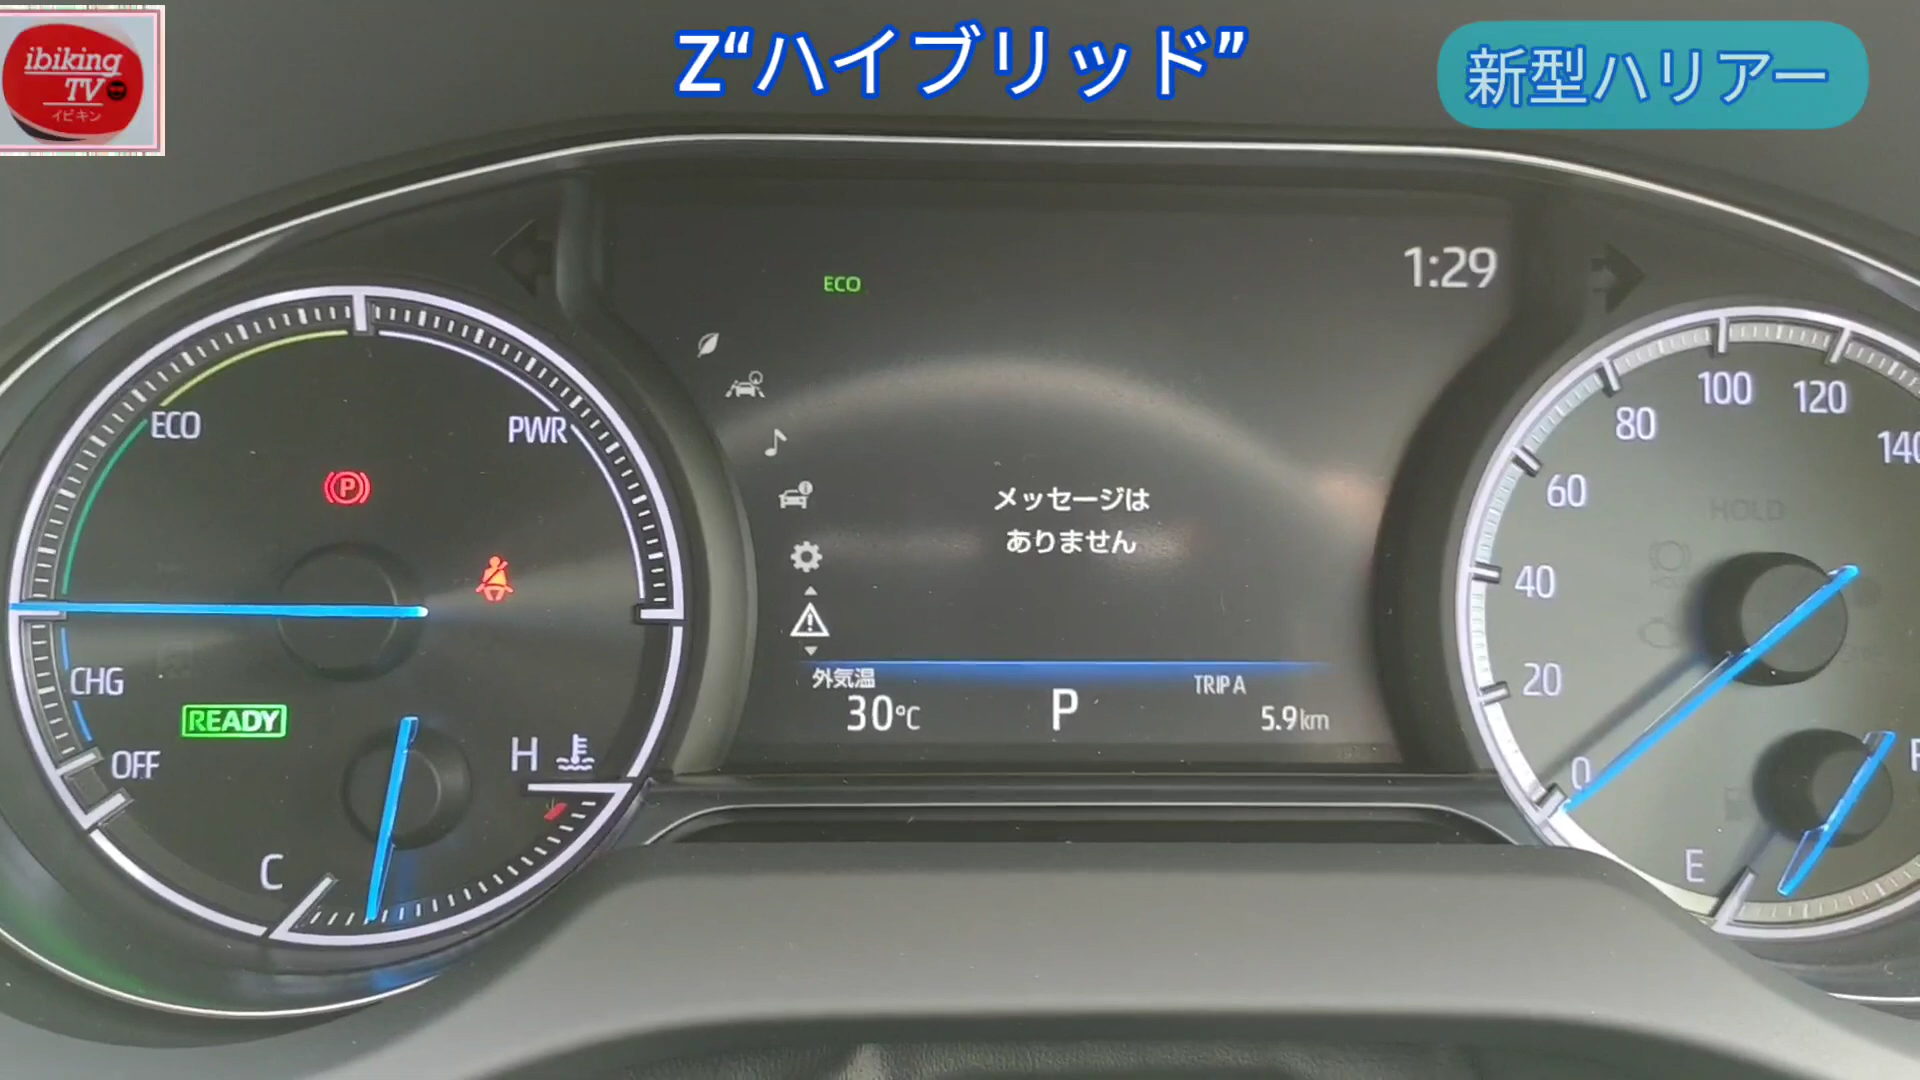 ibiking
TV
イビキン
Z“ハイブリッド”
新型ハリアー
ECO
1:29
ECO
PWR
P
メッセージは
ありません
CHG
READY
OFF
H
C
外気温
30℃
P
TRIP A
5.9km
0
20
40
60
80
100
120
140
HOLD
E
F